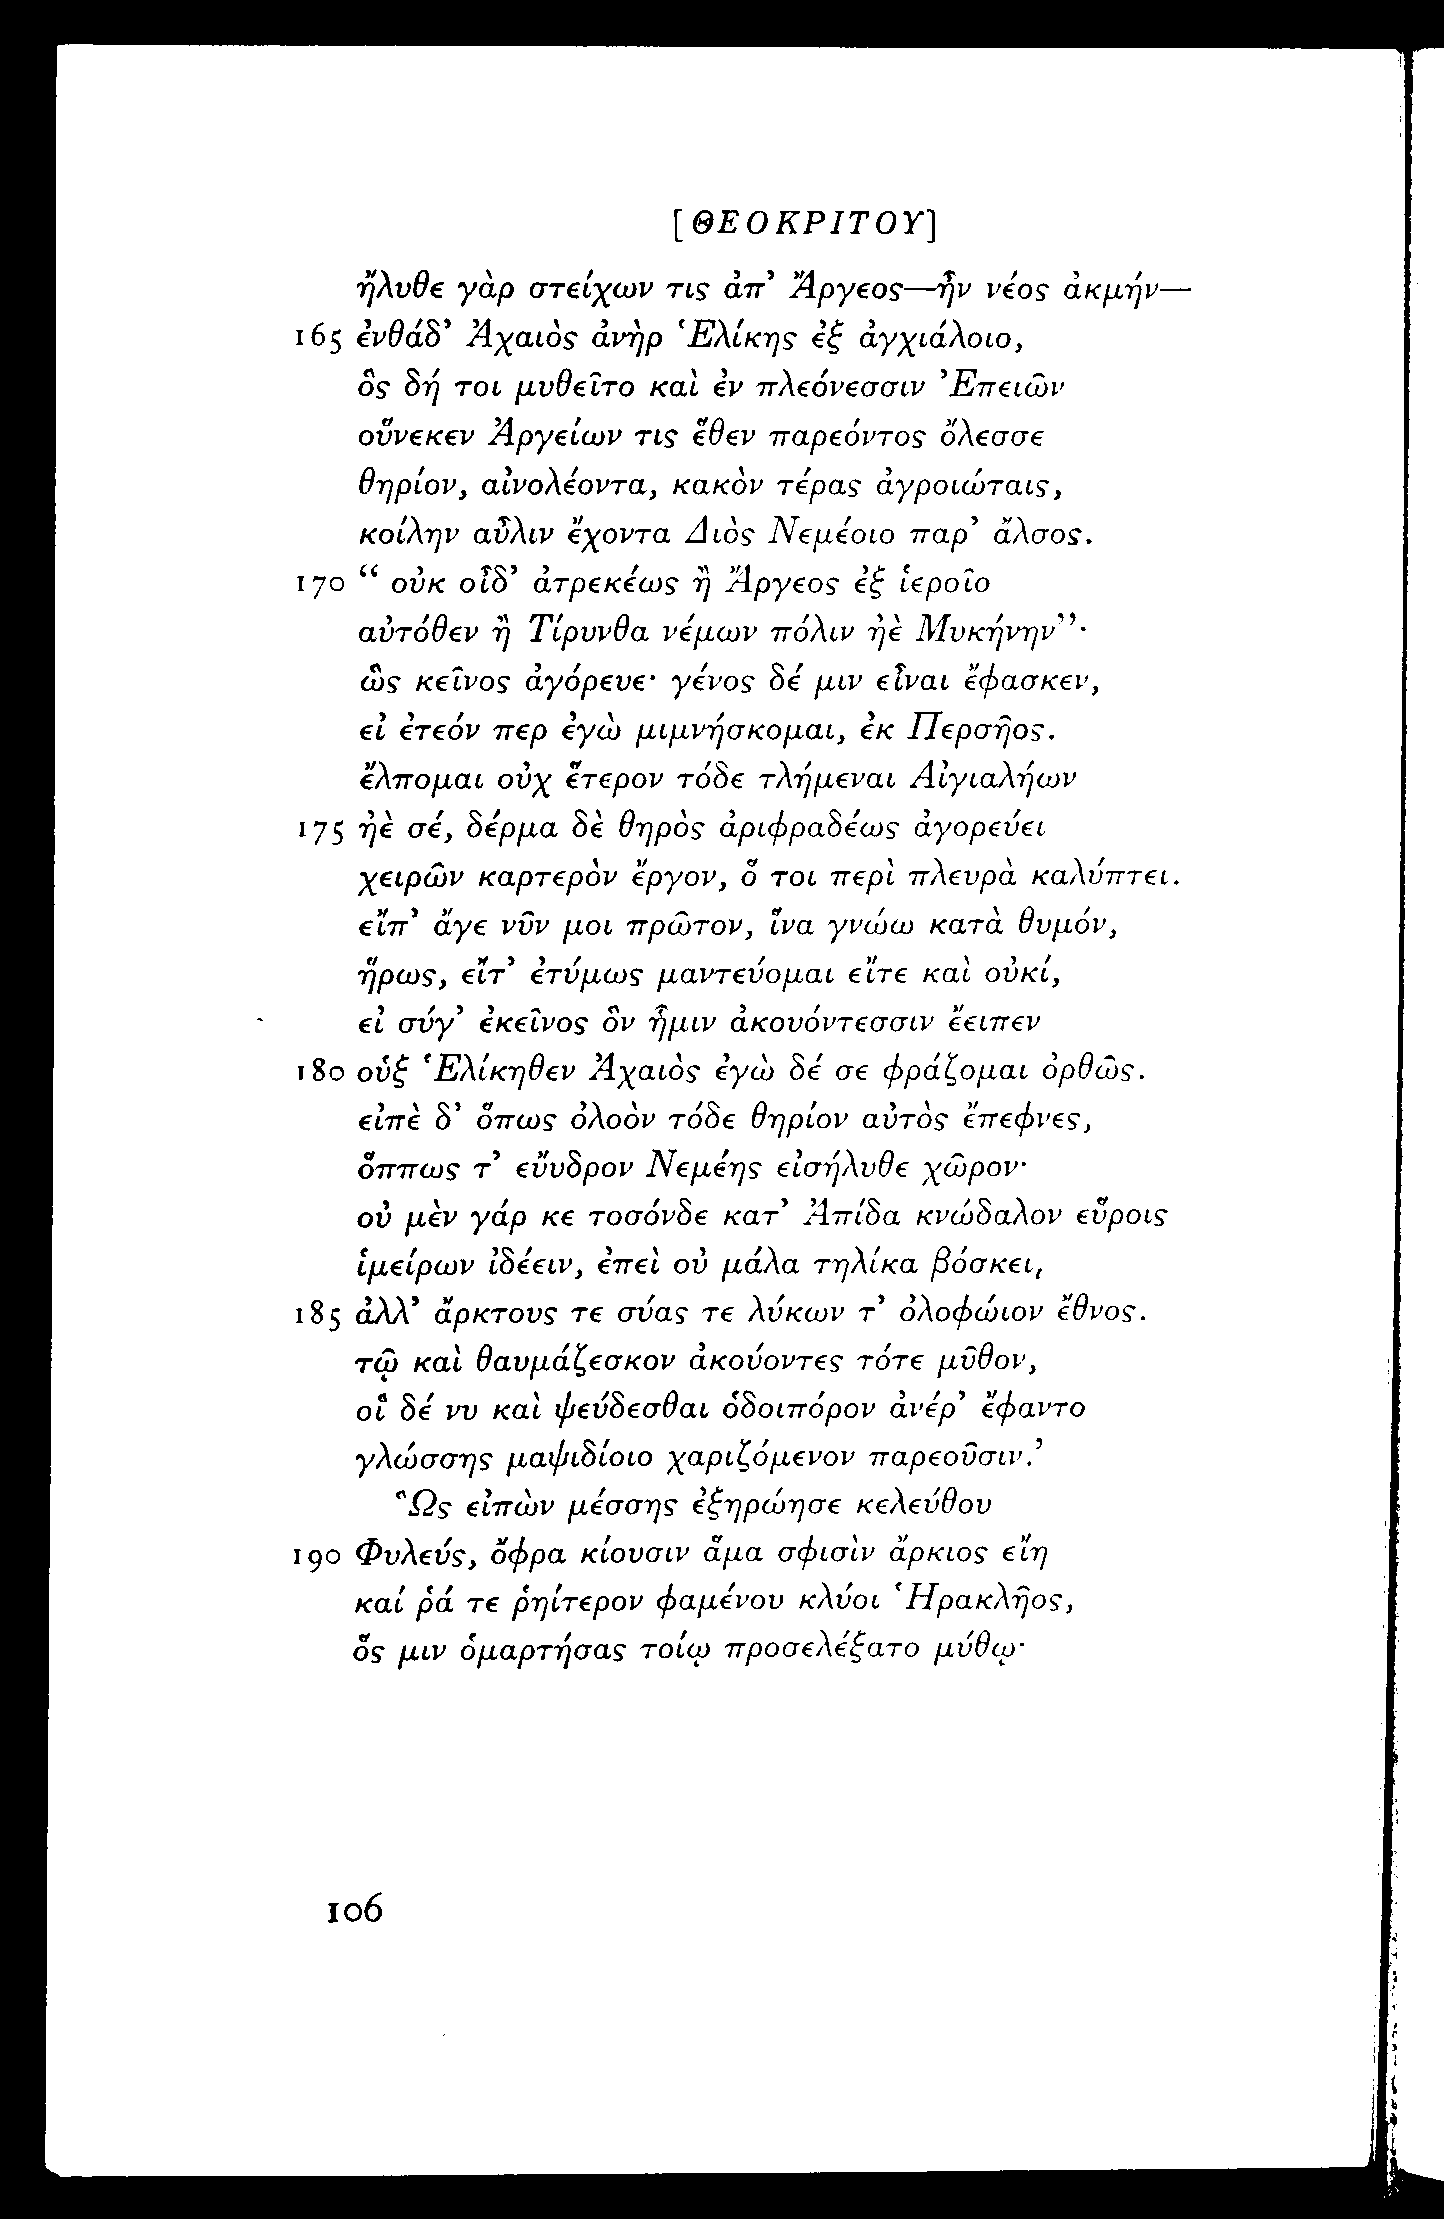 [ΘΕΟΚΡΙΤΟΥ]
ἤλυθε γὰρ στείχων τις ἀπ’ Ἄργεος—ἦν νέος ἀκμήν—
165 ἐνθάδ’ Ἀχαιὸς ἀνὴρ Ἑλίκης ἐξ ἀγχιάλοιο,
ὃς δή τοι μυθεῖτο καὶ ἐν πλεόνεσσιν Ἐπειῶν
οὕνεκεν Ἀργείων τις ἕθεν παρεόντος ὄλεσσε
θηρίον, αἰνολέοντα, κακὸν τέρας ἀγροιώταις,
κοίλην αὖλιν ἔχοντα Διὸς Νεμέοιο παρ’ ἄλσος.
170 “ οὐκ οἶδ’ ἀτρεκέως ἢ Ἄργεος ἐξ ἱεροῖο
αὐτόθεν ἢ Τίρυνθα νέμων πόλιν ἠὲ Μυκήνην”·
ὣς κεῖνος ἀγόρευε· γένος δέ μιν εἶναι ἔφασκεν,
εἰ ἐτεόν περ ἐγὼ μιμνήσκομαι, ἐκ Περσῆος.
ἔλπομαι οὐχ ἕτερον τόδε τλήμεναι Αἰγιαλήων
175 ἠὲ σέ, δέρμα δὲ θηρὸς ἀριφραδέως ἀγορεύει
χειρῶν καρτερὸν ἔργον, ὅ τοι περὶ πλευρὰ καλύπτει.
εἴπ’ ἄγε νῦν μοι πρῶτον, ἵνα γνώω κατὰ θυμόν,
ἥρως, εἴτ’ ἐτύμως μαντεύομαι εἴτε καὶ οὐκί,
εἰ σύγ’ ἐκεῖνος ὃν ἧμιν ἀκουόντεσσιν ἔειπεν
180 οὑξ Ἑλίκηθεν Ἀχαιὸς ἐγὼ δέ σε φράζομαι ὀρθῶς.
εἰπὲ δ’ ὅπως ὀλοὸν τόδε θηρίον αὐτὸς ἔπεφνες,
ὅππως τ’ εὔυδρον Νεμέης εἰσήλυθε χῶρον·
οὐ μὲν γάρ κε τοσόνδε κατ’ Ἀπίδα κνώδαλον εὕροις
ἱμείρων ἰδέειν, ἐπεὶ οὐ μάλα τηλίκα βόσκει,
185 ἀλλ’ ἄρκτους τε σύας τε λύκων τ’ ὀλοφώιον ἔθνος.
τῷ καὶ θαυμάζεσκον ἀκούοντες τότε μῦθον,
οἳ δέ νυ καὶ ψεύδεσθαι ὁδοιπόρον ἀνέρ’ ἔφαντο
γλώσσης μαψιδίοιο χαριζόμενον παρεοῦσιν.’
Ὣς εἰπὼν μέσσης ἐξηρώησε κελεύθου
190 Φυλεύς, ὄφρα κίουσιν ἅμα σφισὶν ἄρκιος εἴη
καί ῥά τε ῥηίτερον φαμένου κλύοι Ἡρακλῆος,
ὅς μιν ὁμαρτήσας τοίῳ προσελέξατο μύθῳ·
106